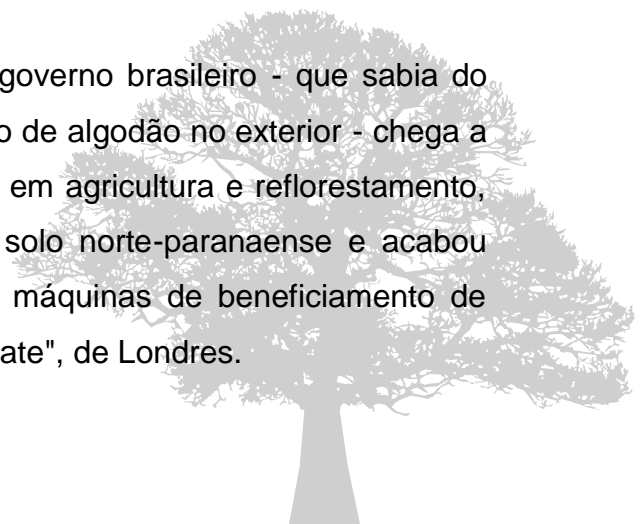 governo brasileiro - que sabia do
o de algodão no exterior - chega a
em agricultura e reflorestamento,
solo norte-paranaense e acabou
máquinas de beneficiamento de
ate", de Londres.